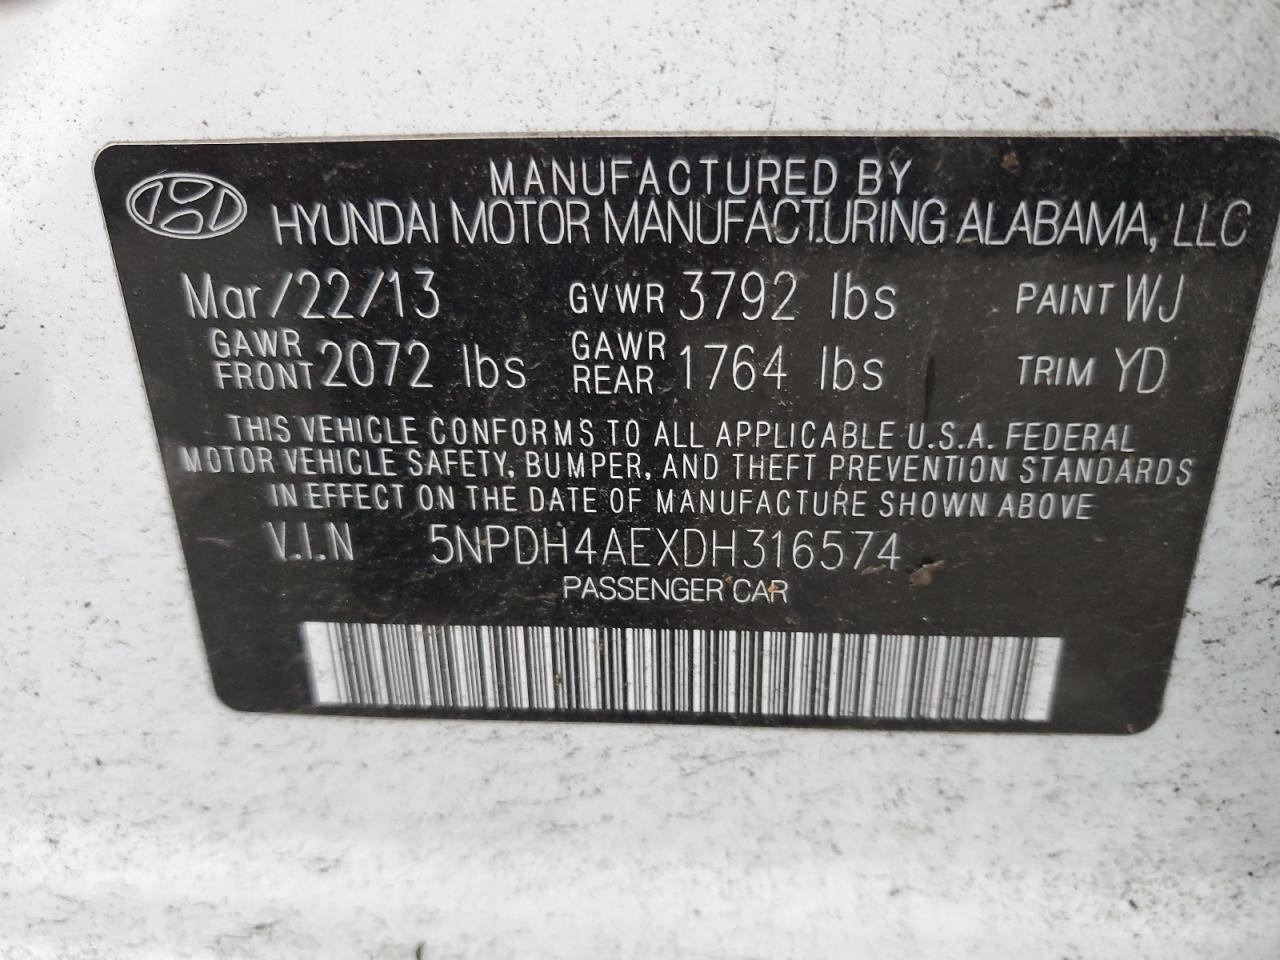 MANUFACTURED BY
HYUNDAI MOTOR MANUFACTURING ALABAMA, LLC
Mar/22/13 GVWR 3792 lbs PAINT WJ
GAWR FRONT 2072 lbs GAWR REAR 1764 lbs TRIM YD
THIS VEHICLE CONFORMS TO ALL APPLICABLE U.S.A. FEDERAL
MOTOR VEHICLE SAFETY, BUMPER, AND THEFT PREVENTION STANDARDS
IN EFFECT ON THE DATE OF MANUFACTURE SHOWN ABOVE
V.I.N 5NPDH4AEXDH316574
PASSENGER CAR